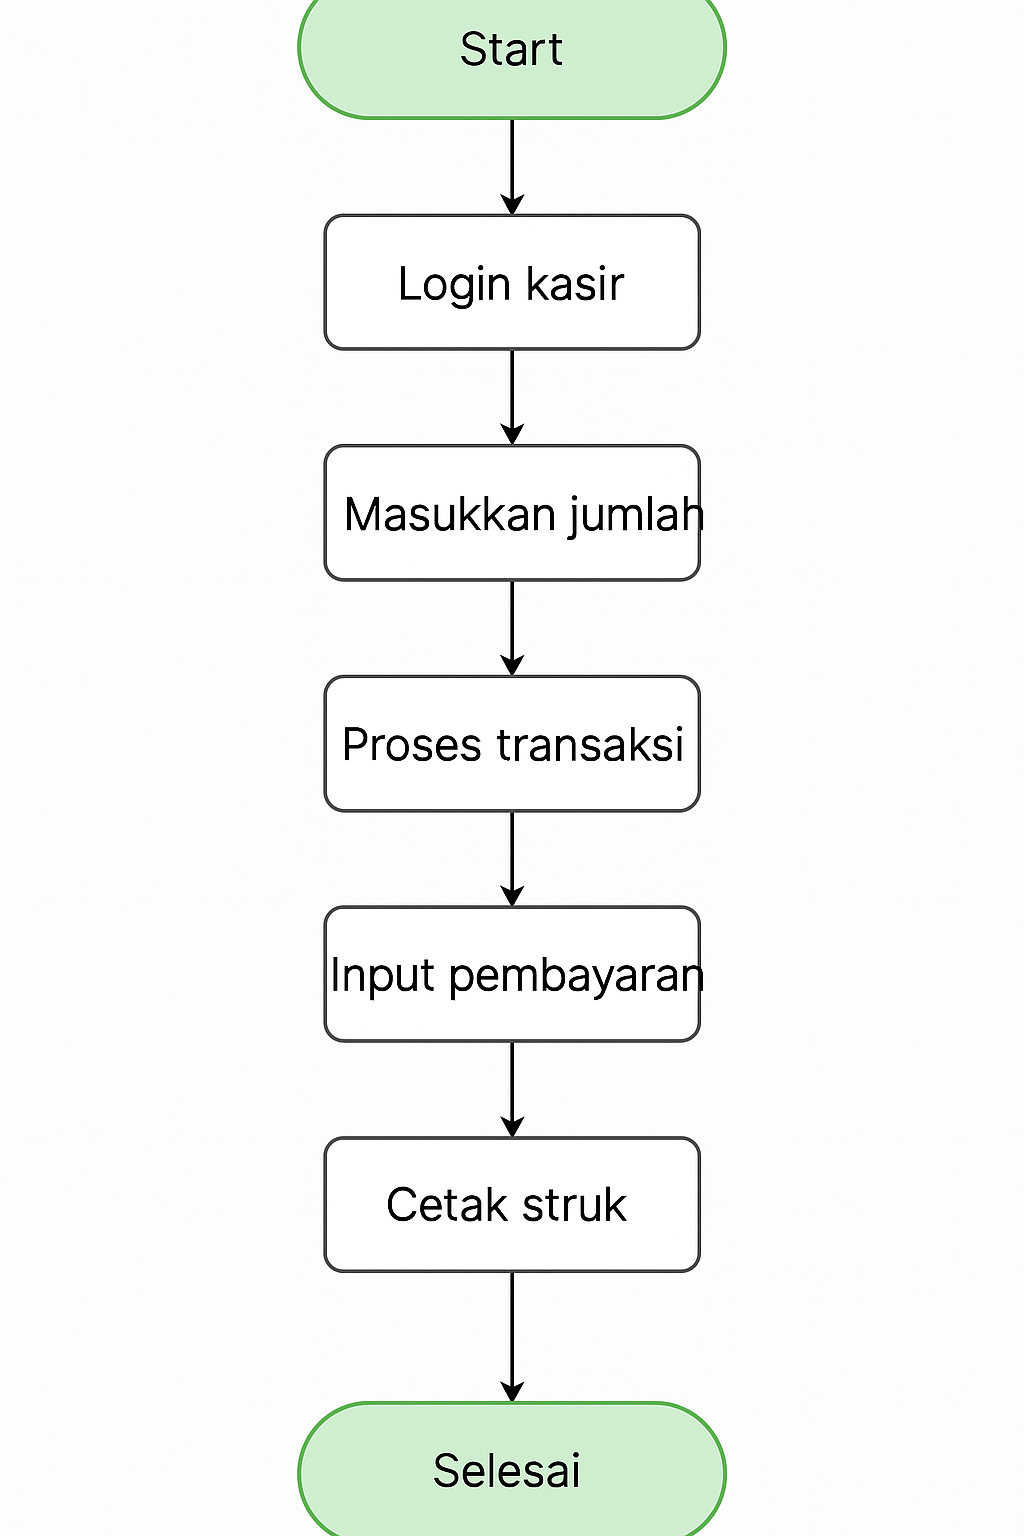 Start
Login kasir
Masukkan jumlah
Proses transaksi
Input pembayaran
Cetak struk
Selesai